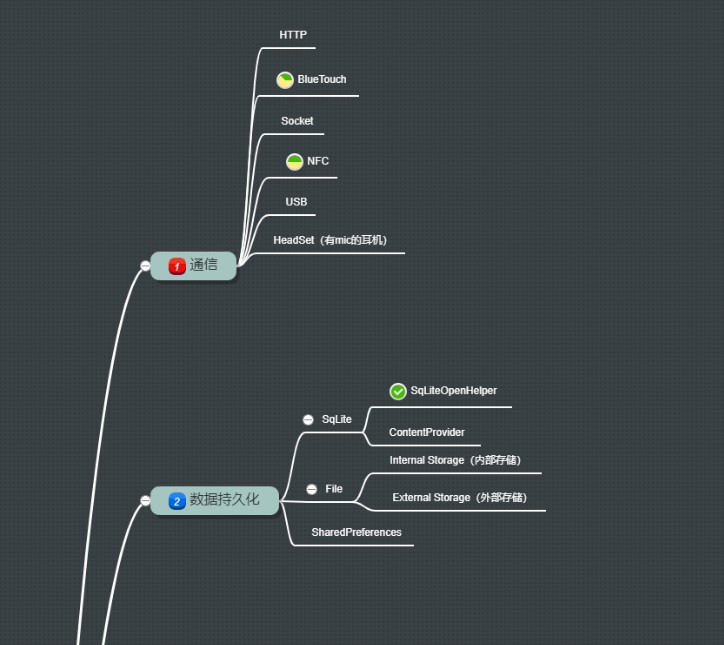 HTTP
BlueTouch
Socket
NFC
USB
HeadSet（有mic的耳机）
1 通信
SqLiteOpenHelper
SqLite
ContentProvider
Internal Storage（内部存储）
File
External Storage（外部存储）
2 数据持久化
SharedPreferences